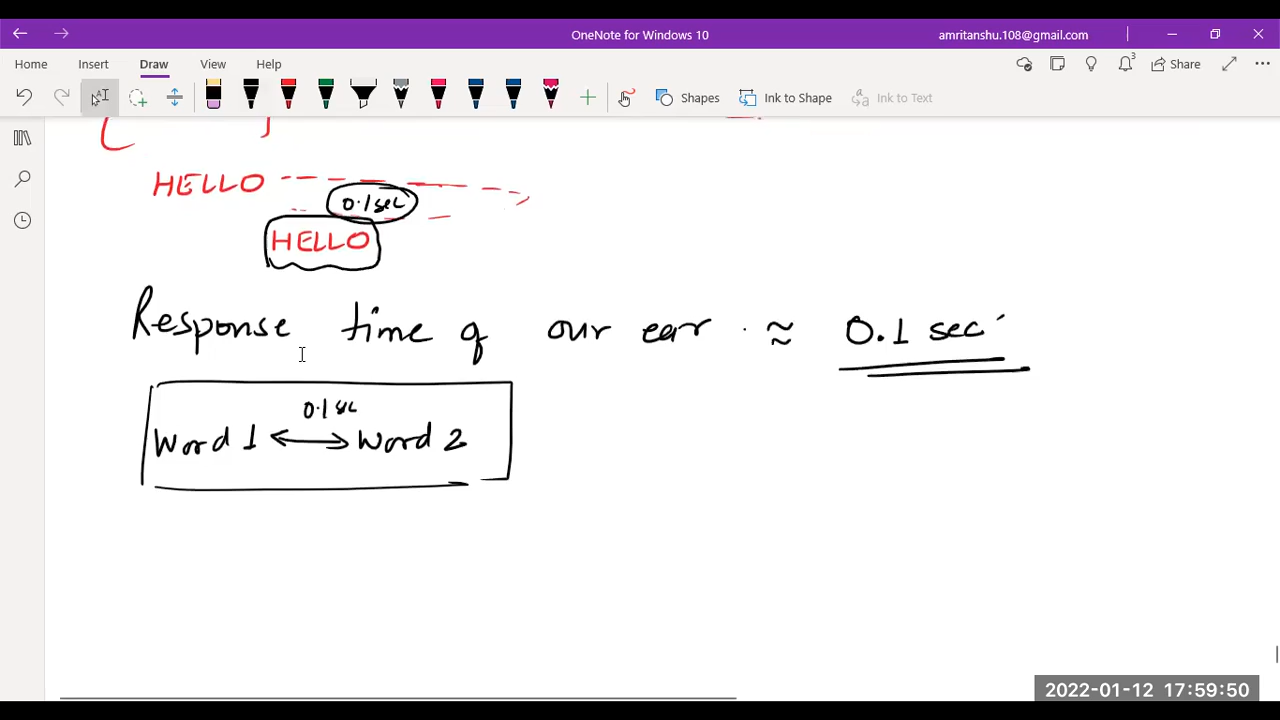 OneNote for Windows 10
amritanshu.108@gmail.com
Home Insert Draw View Help
3 Share
Shapes Ink to Shape Ink to Text
HELLO
0.1sec
HELLO
Response time of our ear ≈ 0.1 sec
0.1 sec
Word 1 ⟷ Word 2
2022-01-12 17:59:50